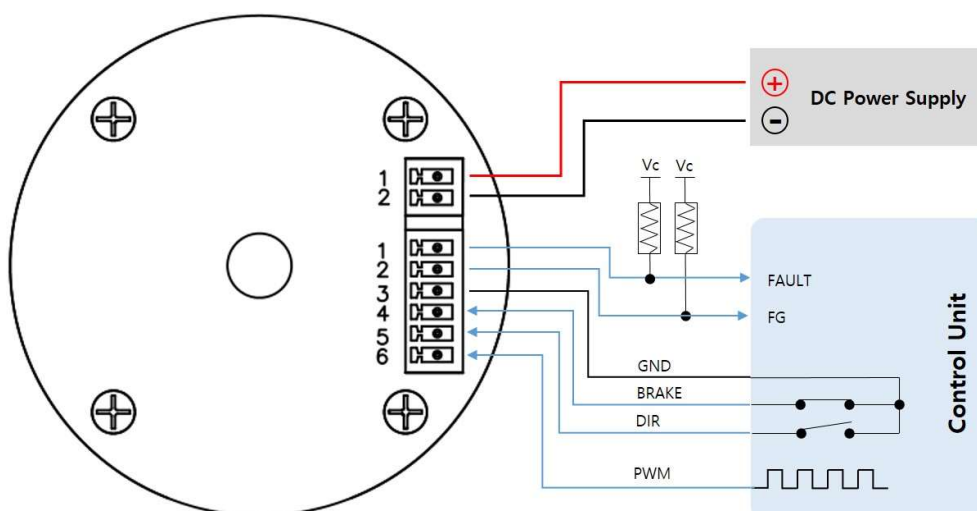 DC Power Supply
+
-
1
2
Vc Vc
1
2
3
4
5
6
FAULT
FG
GND
BRAKE
DIR
PWM
Control Unit